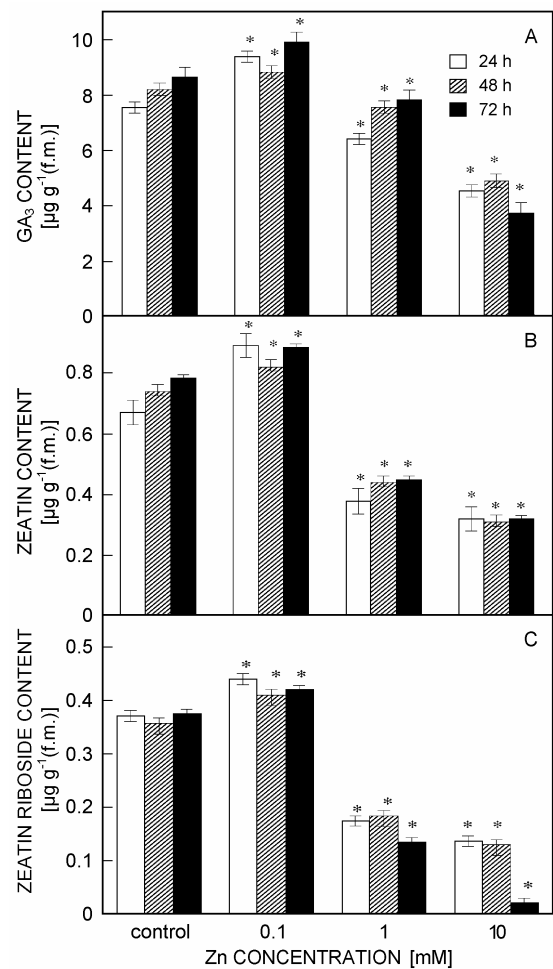 A
24 h
48 h
72 h
10
8
6
4
2
0
GA₃ CONTENT
[µg g⁻¹(f.m.)]
* * *
* * *
* * *
B
0.8
0.6
0.4
0.2
0
ZEATIN CONTENT
[µg g⁻¹(f.m.)]
* * *
* * *
* * *
C
0.5
0.4
0.3
0.2
0.1
0
ZEATIN RIBOSIDE CONTENT
[µg g⁻¹(f.m.)]
* * *
* * *
* * *
control 0.1 1 10
Zn CONCENTRATION [mM]